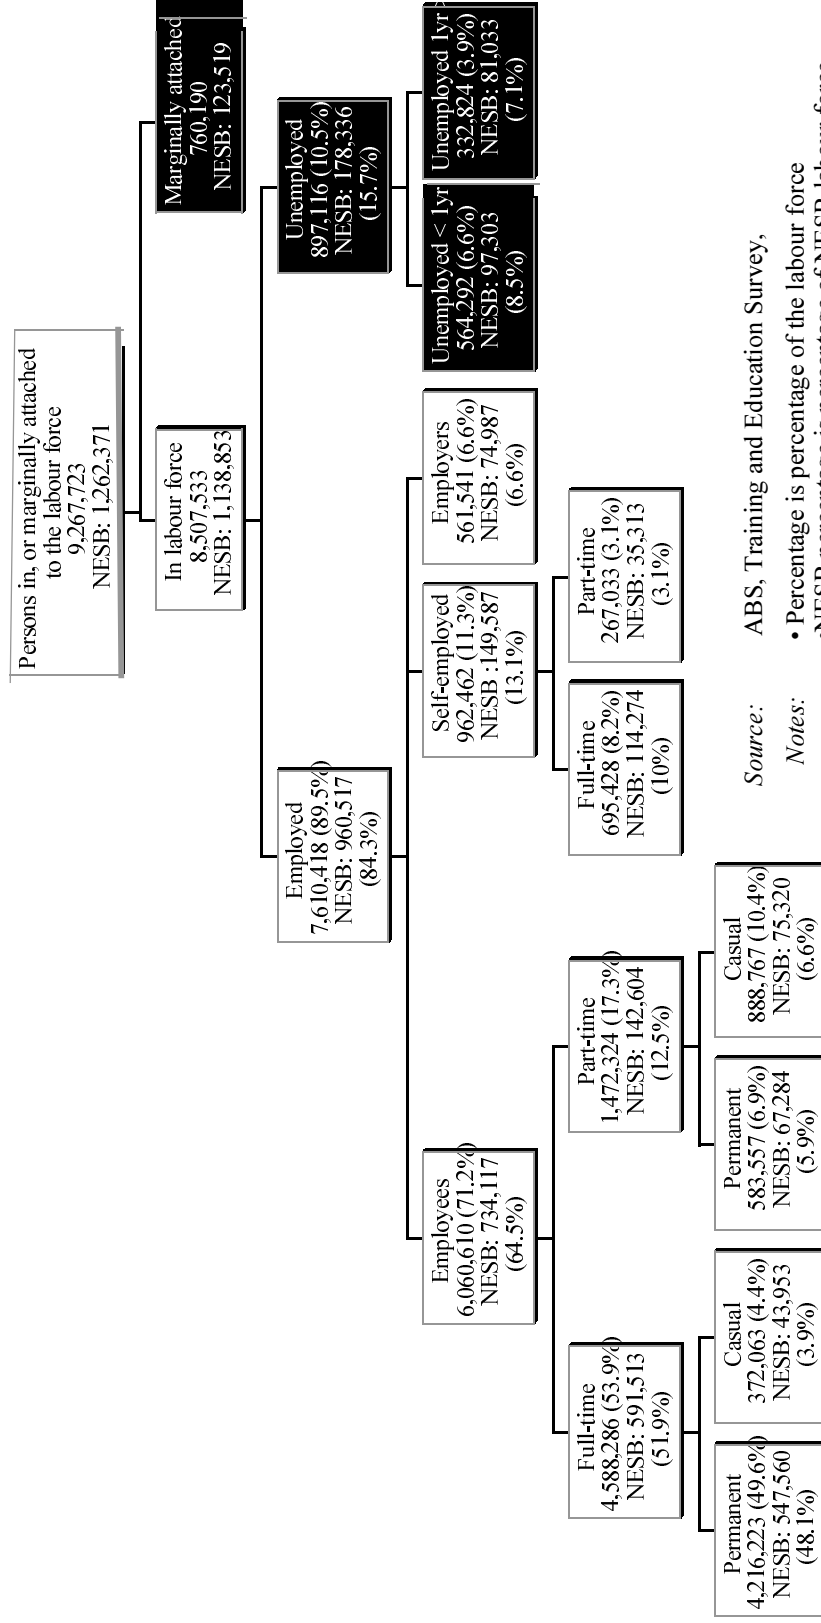 Persons in, or marginally attached
to the labour force
9,267,723
NESB: 1,262,371
In labour force
8,507,533
NESB: 1,138,853
Marginally attached
760,190
NESB: 123,519
Employed
7,610,418 (89.5%)
NESB: 960,517
(84.3%)
Unemployed
897,116 (10.5%)
NESB: 178,336
(15.7%)
Employees
6,060,610 (71.2%)
NESB: 734,117
(64.5%)
Self-employed
962,462 (11.3%)
NESB :149,587
(13.1%)
Employers
561,541 (6.6%)
NESB: 74,987
(6.6%)
Unemployed < 1yr
564,292 (6.6%)
NESB: 97,303
(8.5%)
Unemployed 1yr >
332,824 (3.9%)
NESB: 81,033
(7.1%)
Full-time
4,588,286 (53.9%)
NESB: 591,513
(51.9%)
Part-time
1,472,324 (17.3%)
NESB: 142,604
(12.5%)
Full-time
695,428 (8.2%)
NESB: 114,274
(10%)
Part-time
267,033 (3.1%)
NESB: 35,313
(3.1%)
Permanent
4,216,223 (49.6%)
NESB: 547,560
(48.1%)
Casual
372,063 (4.4%)
NESB: 43,953
(3.9%)
Permanent
583,557 (6.9%)
NESB: 67,284
(5.9%)
Casual
888,767 (10.4%)
NESB: 75,320
(6.6%)
Source: ABS, Training and Education Survey,
Notes: • Percentage is percentage of the labour force
•NESB percentage is percentage of NESB labour force